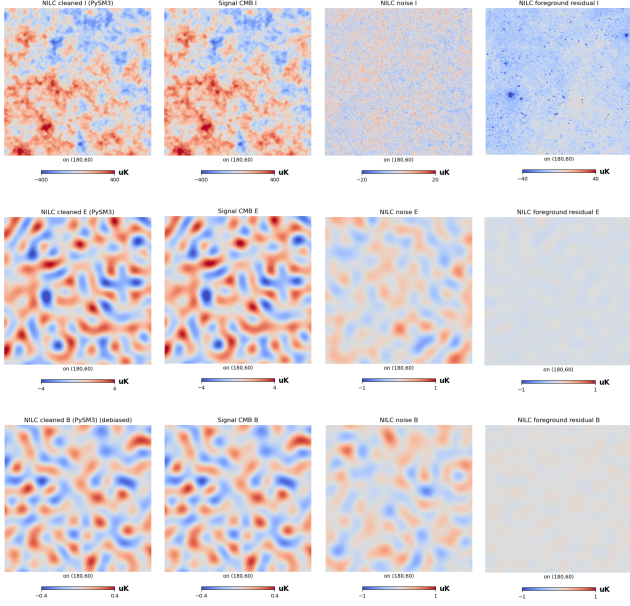 NILC cleaned I (PySM3)
Signal CMB I
NILC noise I
NILC foreground residual I
on (180,60)
on (180,60)
on (180,60)
on (180,60)
uK
uK
uK
uK
−400 400
−400 400
−20 20
−40 40
NILC cleaned E (PySM3)
Signal CMB E
NILC noise E
NILC foreground residual E
on (180,60)
on (180,60)
on (180,60)
on (180,60)
uK
uK
uK
uK
−4 4
−4 4
−1 1
−1 1
NILC cleaned B (PySM3) (debiased)
Signal CMB B
NILC noise B
NILC foreground residual B
on (180,60)
on (180,60)
on (180,60)
on (180,60)
uK
uK
uK
uK
−0.4 0.4
−0.4 0.4
−1 1
−1 1